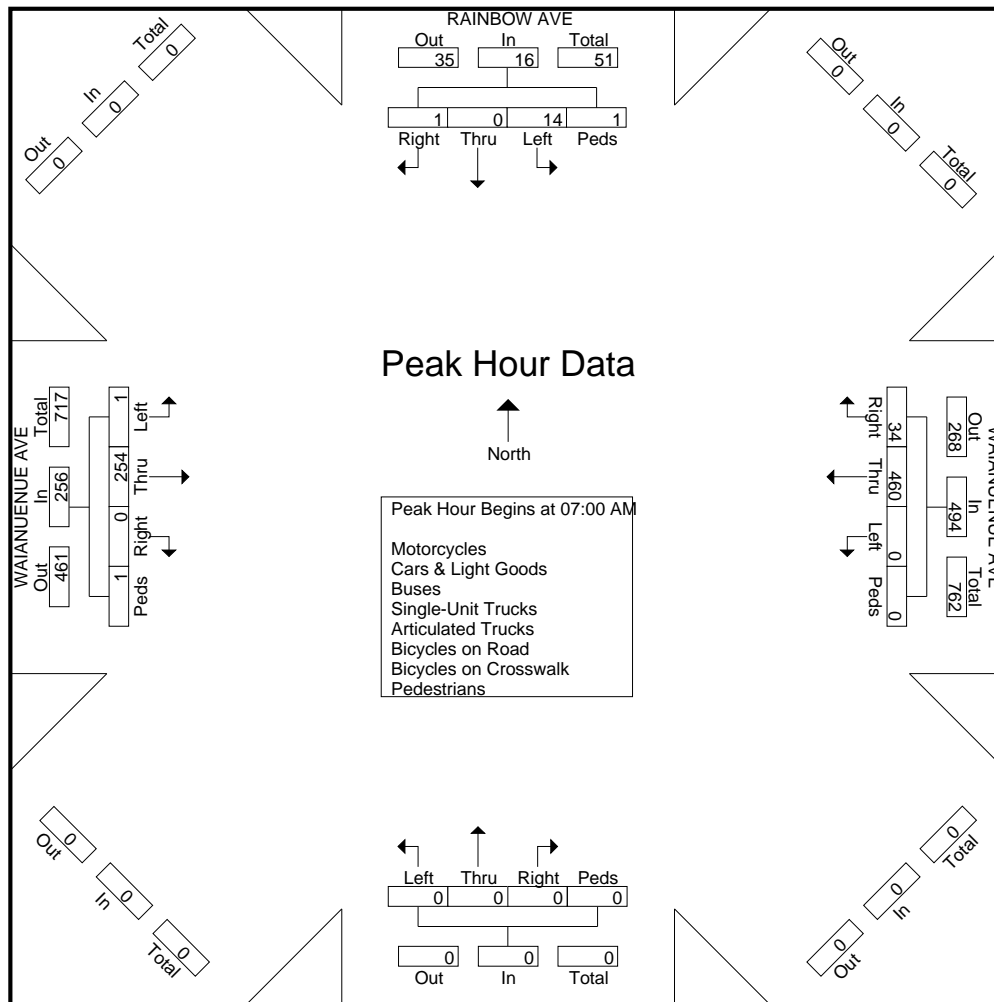 RAINBOW AVE
Out In Total
35 16 51
1 0 14 1
Right Thru Left Peds
Total
0
In
0
Out
0
Out
0
In
0
Total
0
Peak Hour Data
North
WAIANUENUE AVE
Out In Total
461 256 717
Left Thru Right Peds
1 254 0 1
Peak Hour Begins at 07:00 AM
Motorcycles
Cars & Light Goods
Buses
Single-Unit Trucks
Articulated Trucks
Bicycles on Road
Bicycles on Crosswalk
Pedestrians
Right Thru Left Peds
34 460 0 0
Out In Total
268 494 762
WAIANUENUE AVE
0
Out
0
In
0
Total
Left Thru Right Peds
0 0 0 0
0 0 0
Out In Total
0
Total
0
In
0
Out